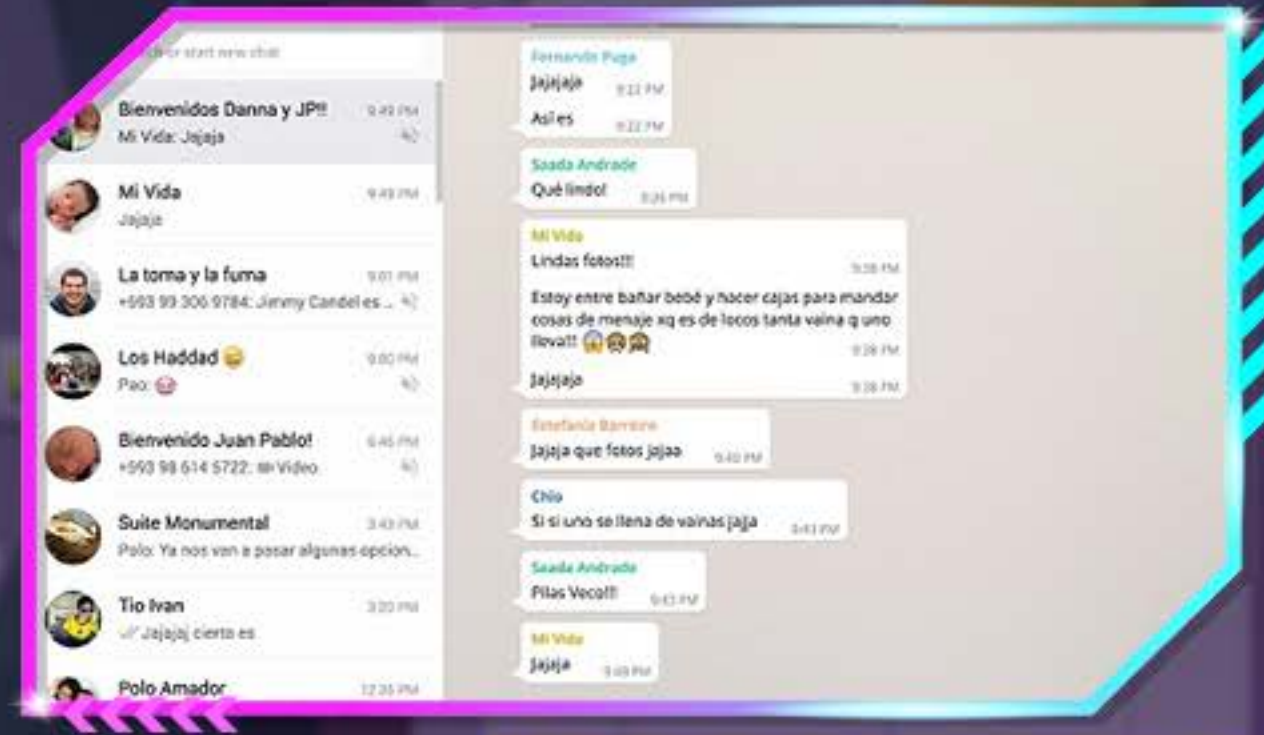 or start new chat
Bienvenidos Danna y JP!! 9:49 PM
Mi Vida: Jajaja
Mi Vida 9:49 PM
Jajaja
La toma y la fuma 9:01 PM
+593 99 306 9784: Jimmy Candel es ...
Los Haddad 😅 9:00 PM
Pao:
Bienvenido Juan Pablo! 6:46 PM
+593 98 614 5722: Video
Suite Monumental 3:43 PM
Polo: Ya nos van a pasar algunas opcion...
Tio Ivan 3:20 PM
Jajajaj cierto es
Polo Amador 12:35 PM
Fernando Puga
Jajajaja 9:22 PM
Así es 9:22 PM
Saada Andrade
Qué lindo! 9:26 PM
Mi Vida
Lindas fotos!!! 9:38 PM
Estoy entre bañar bebé y hacer cajas para mandar
cosas de menaje xq es de locos tanta vaina q uno
lleva!! 😱🙊🙈 9:38 PM
Jajajaja 9:38 PM
Estefania Barreiro
Jajaja que fotos jajaa 9:40 PM
Chio
Si si uno se llena de vainas jajja 9:43 PM
Saada Andrade
Pilas Veco!!! 9:43 PM
Mi Vida
Jajaja 9:49 PM